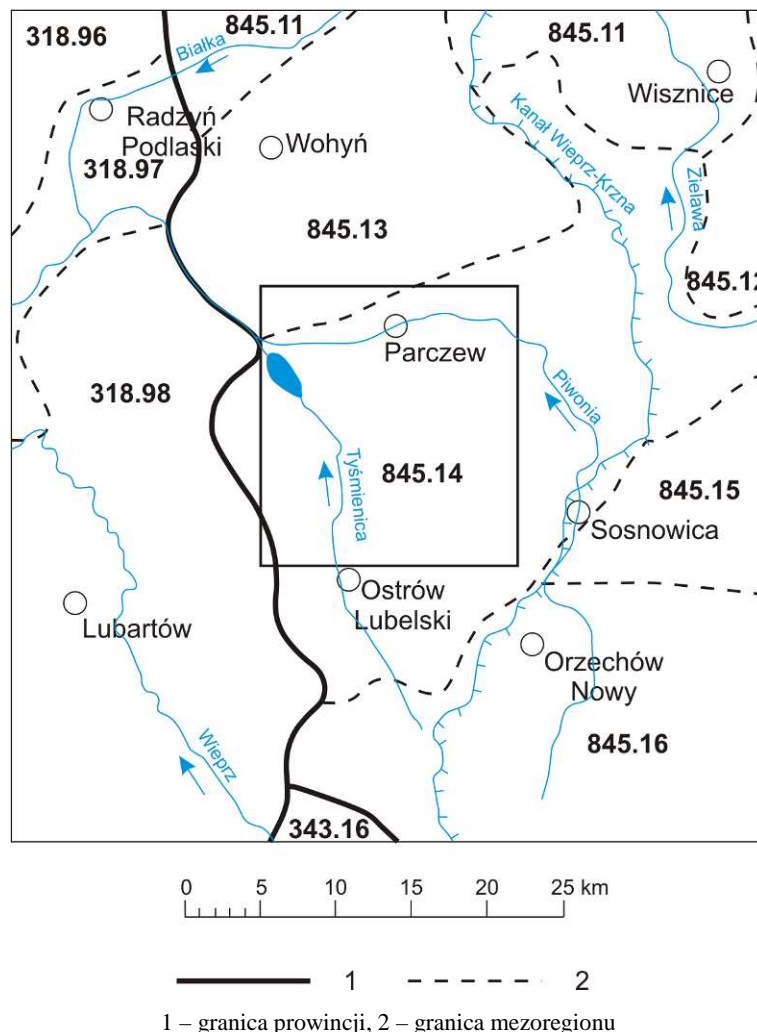 318.96
845.11
845.11
Białka
Wisznice
Radzyń
Podlaski
Wohyń
Kanał Wieprz-Krzna
318.97
Zielawa
845.13
845.12
Parczew
Piwonia
318.98
845.14
Tyśmienica
845.15
Sosnowica
Ostrów
Lubelski
Lubartów
Orzechów
Nowy
Wieprz
845.16
343.16
0 5 10 15 20 25 km
1 2
1 – granica prowincji, 2 – granica mezoregionu